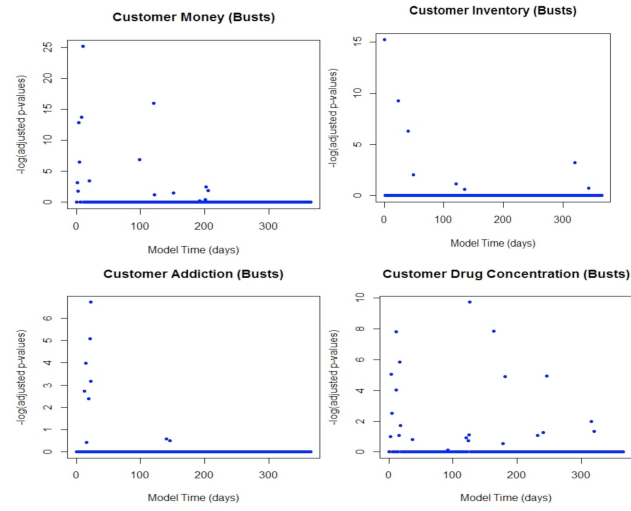 Customer Money (Busts)
-log(adjusted p-values)
0 5 10 15 20 25
0 100 200 300
Model Time (days)
Customer Inventory (Busts)
-log(adjusted p-values)
0 5 10 15
0 100 200 300
Model Time (days)
Customer Addiction (Busts)
-log(adjusted p-values)
0 1 2 3 4 5 6
0 100 200 300
Model Time (days)
Customer Drug Concentration (Busts)
-log(adjusted p-values)
0 2 4 6 8 10
0 100 200 300
Model Time (days)